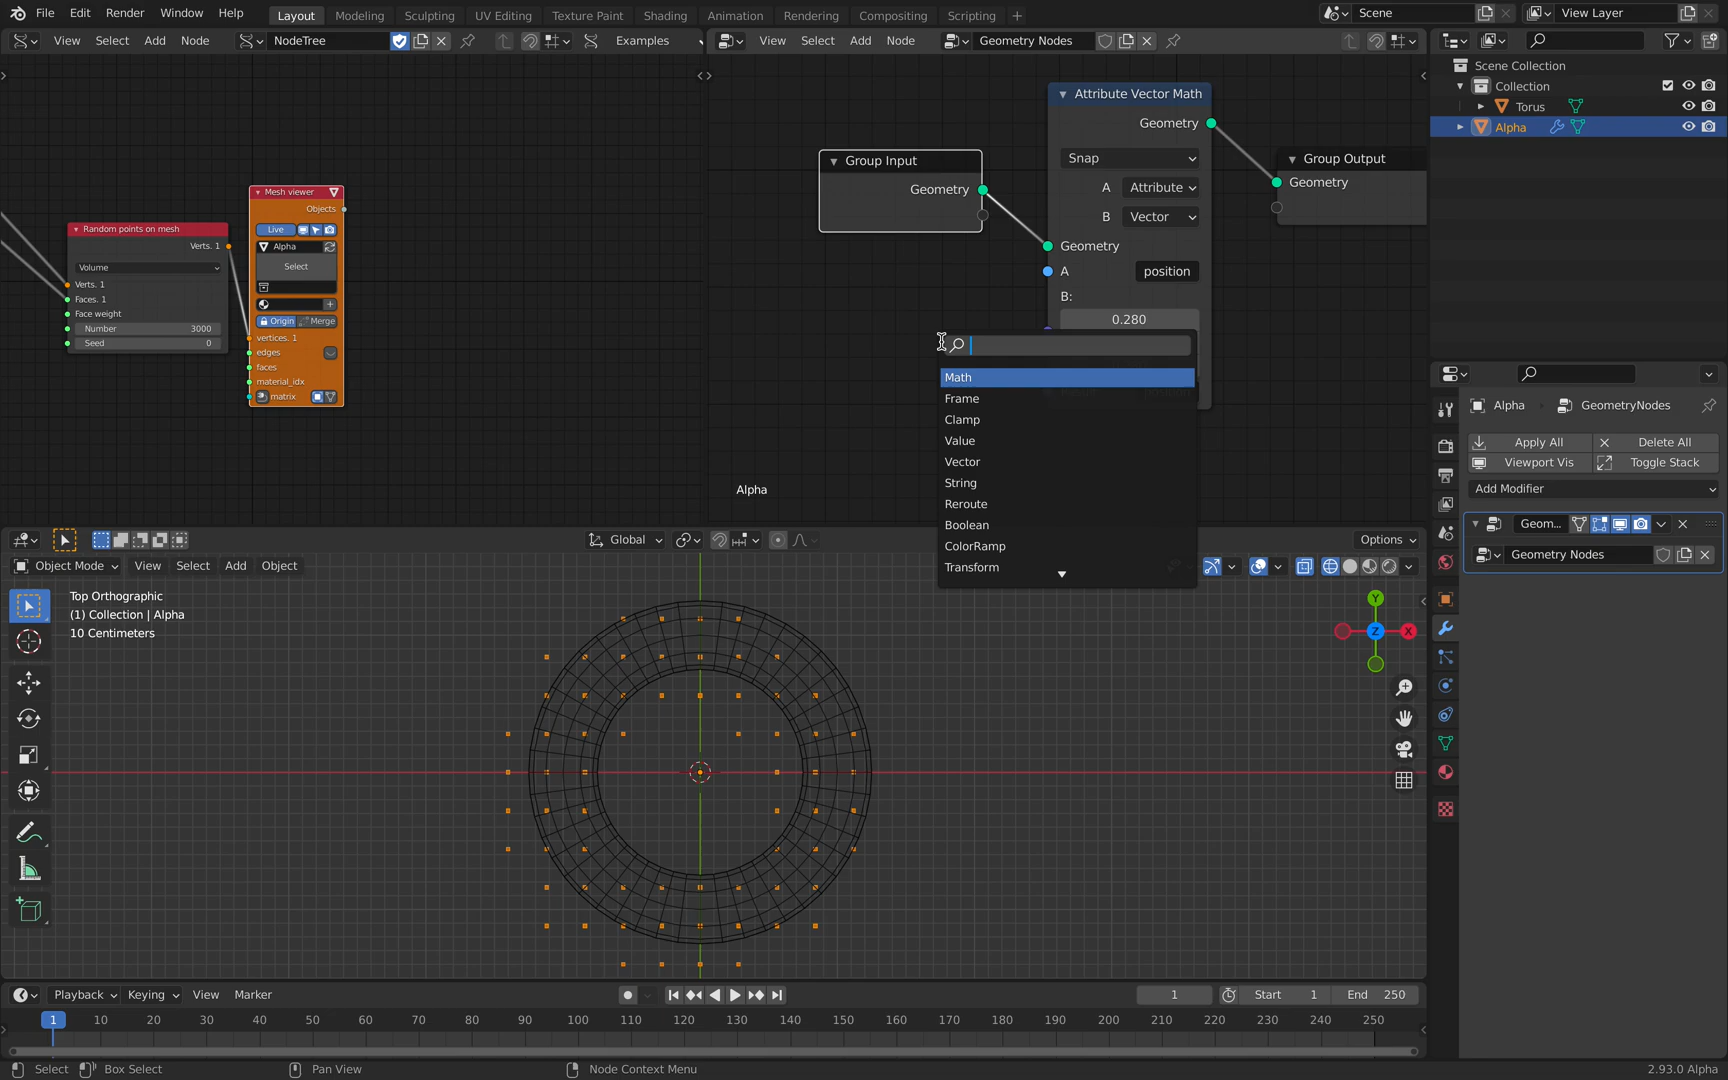 File Edit Render Window Help Layout Modeling Sculpting UV Editing Texture Paint Shading Animation Rendering Compositing Scripting + Scene View Layer
View Select Add Node NodeTree Examples
View Select Add Node Geometry Nodes
Scene Collection
Collection
Torus
Alpha
Random points on mesh
Verts. 1
Volume
Verts. 1
Faces. 1
Face weight
Number 3000
Seed 0
Mesh viewer
Objects
Live
Alpha
Select
Origin Merge
vertices. 1
edges
faces
material_idx
matrix
Group Input
Geometry
Attribute Vector Math
Geometry
Snap
A Attribute
B Vector
Geometry
A position
B:
0.280
Group Output
Geometry
Math
Frame
Clamp
Value
Vector
String
Reroute
Boolean
ColorRamp
Transform
Alpha
Alpha GeometryNodes
Apply All Delete All
Viewport Vis Toggle Stack
Add Modifier
Geom...
Geometry Nodes
Global Options
Object Mode View Select Add Object
Top Orthographic
(1) Collection | Alpha
10 Centimeters
Y
Z X
Playback Keying View Marker 1 Start 1 End 250
1 10 20 30 40 50 60 70 80 90 100 110 120 130 140 150 160 170 180 190 200 210 220 230 240 250
Select Box Select Pan View Node Context Menu 2.93.0 Alpha